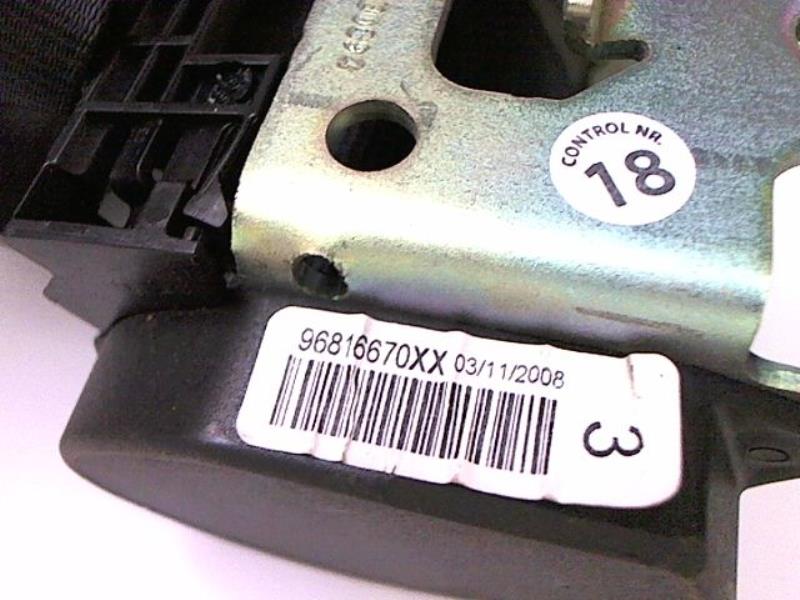 CONTROL NR.
18
96816670XX 03/11/2008
3